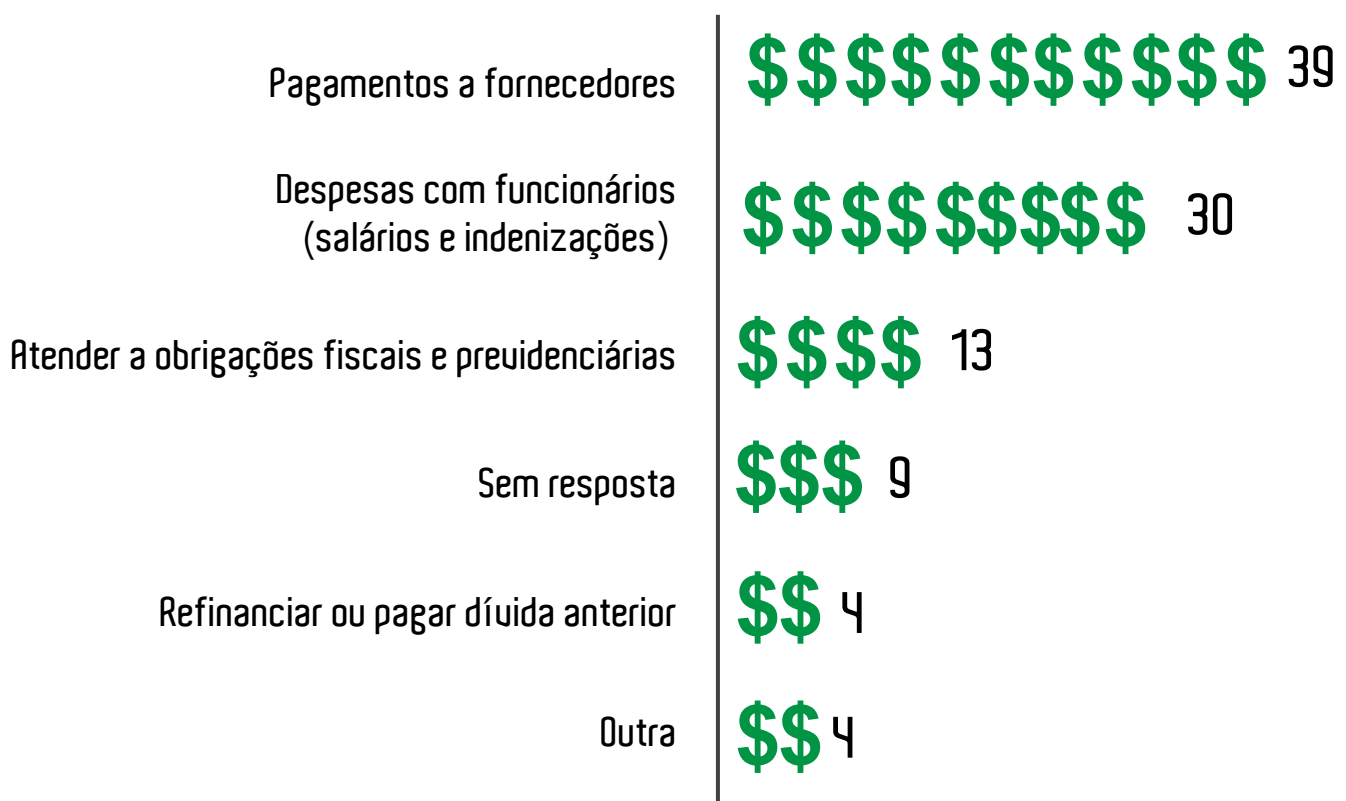 Pagamentos a fornecedores $$$$$$$$$$$ 39
Despesas com funcionários
(salários e indenizações) $$$$$$$$$ 30
Atender a obrigações fiscais e previdenciárias $$$$ 13
Sem resposta $$$ 9
Refinanciar ou pagar dívida anterior $$ 4
Outra $$ 4